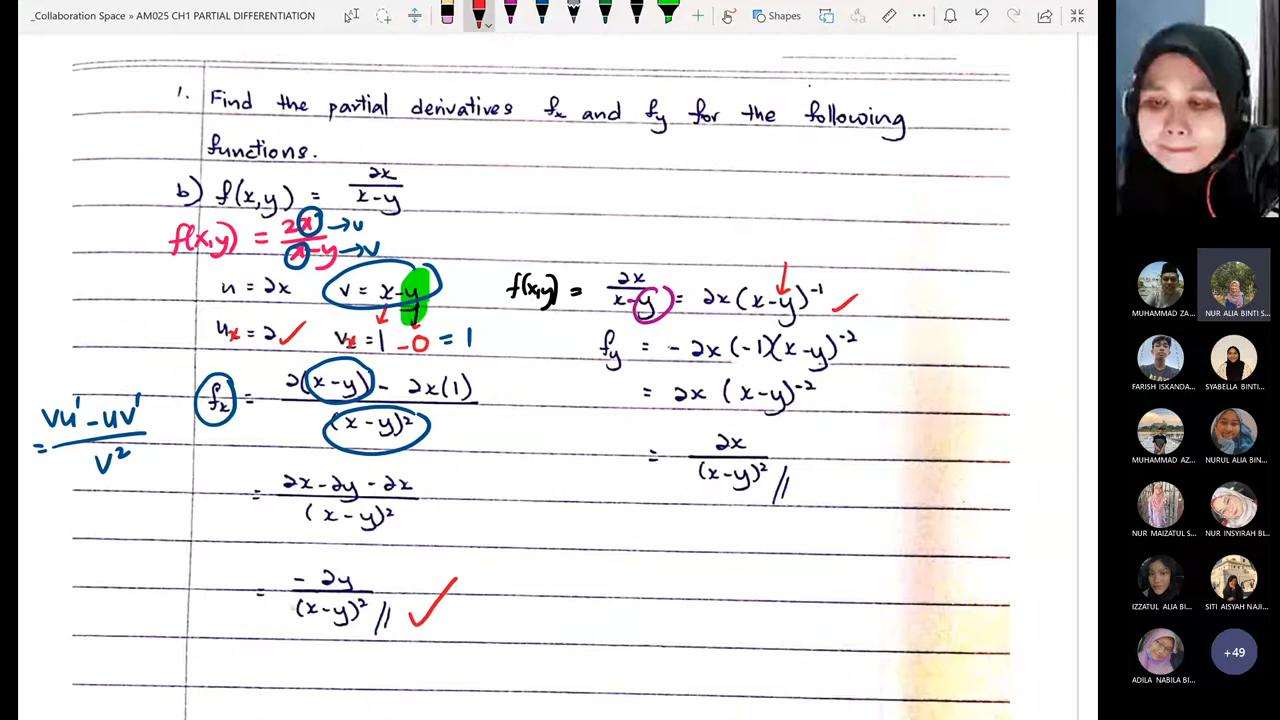 _Collaboration Space » AM025 CH1 PARTIAL DIFFERENTIATION
Shapes
1. Find the partial derivatives fx and fy for the following
functions.
b) f(x,y) = 2x/(x-y)
f(x,y) = 2x/(x-y) →u →v
u = 2x v = x-y
ux = 2 ✓ vx = 1 -0 = 1
fx = (2(x-y) - 2x(1))/(x-y)²
= (vu' - uv')/v²
= (2x-2y-2x)/(x-y)²
= -2y/(x-y)² // ✓
f(x,y) = 2x/(x-y) = 2x(x-y)⁻¹ ✓
fy = -2x(-1)(x-y)⁻²
= 2x (x-y)⁻²
= 2x/(x-y)² //
MUHAMMAD ZA...
NUR ALIA BINTI S...
FARISH ISKANDA...
SYABELLA BINTI...
MUHAMMAD AZ...
NURUL ALIA BIN...
NUR MAIZATUL S...
NUR INSYIRAH BI...
IZZATUL ALIA BI...
SITI AISYAH NAJI...
ADILA NABILA BI...
+49